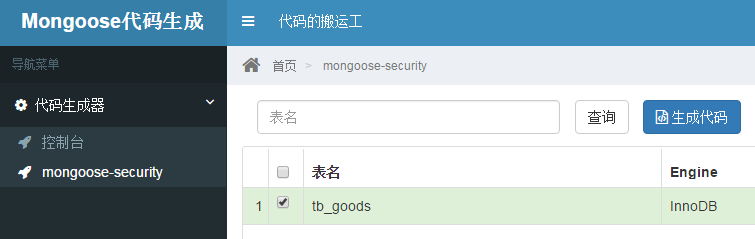 Mongoose代码生成
代码的搬运工
导航菜单
首页 > mongoose-security
代码生成器
控制台
mongoose-security
表名 查询 生成代码
表名 Engine
1 tb_goods InnoDB